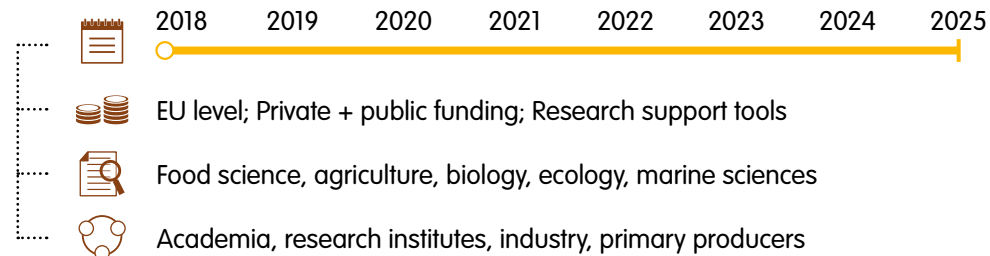 2018 2019 2020 2021 2022 2023 2024 2025
EU level; Private + public funding; Research support tools
Food science, agriculture, biology, ecology, marine sciences
Academia, research institutes, industry, primary producers